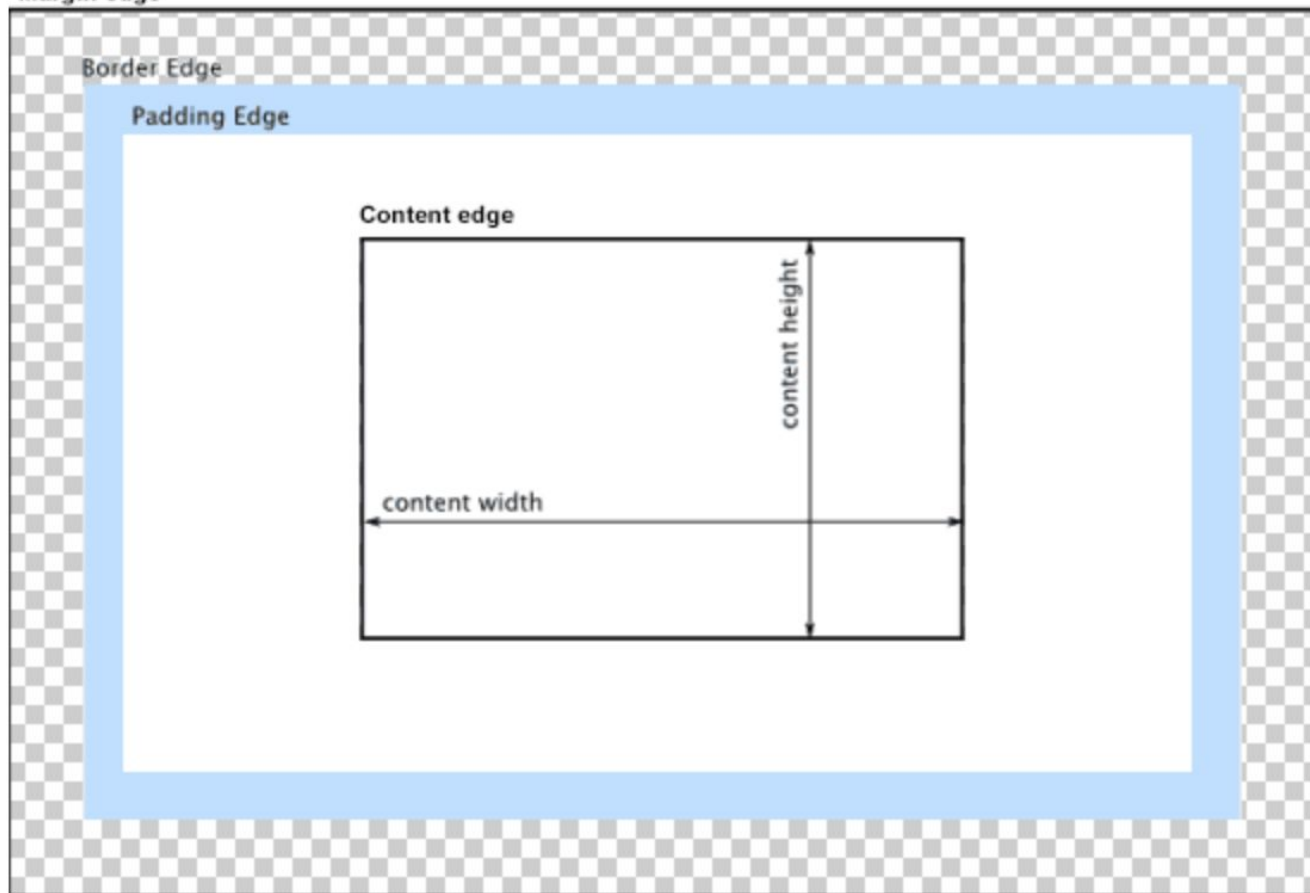 Border Edge
Padding Edge
Content edge
content height
content width